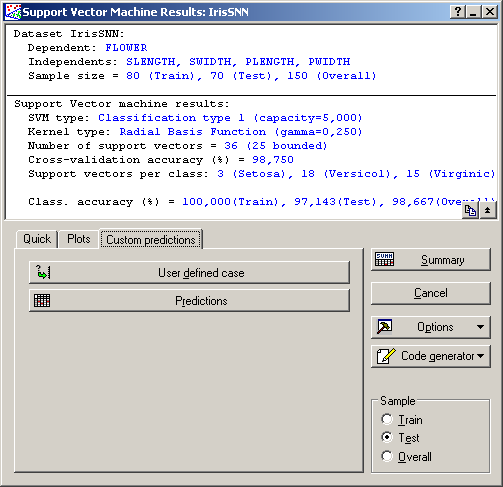 Support Vector Machine Results: IrisSNN
Dataset IrisSNN:
Dependent: FLOWER
Independents: SLENGTH, SWIDTH, PLENGTH, PWIDTH
Sample size = 80 (Train), 70 (Test), 150 (Overall)
Support Vector machine results:
SVM type: Classification type 1 (capacity=5,000)
Kernel type: Radial Basis Function (gamma=0,250)
Number of support vectors = 36 (25 bounded)
Cross-validation accuracy (%) = 98,750
Support vectors per class: 3 (Setosa), 18 (Versicol), 15 (Virginic)
Class. accuracy (%) = 100,000(Train), 97,143(Test), 98,667(Overall)
Quick Plots Custom predictions
User defined case
Predictions
Summary
Cancel
Options
Code generator
Sample
Train
Test
Overall